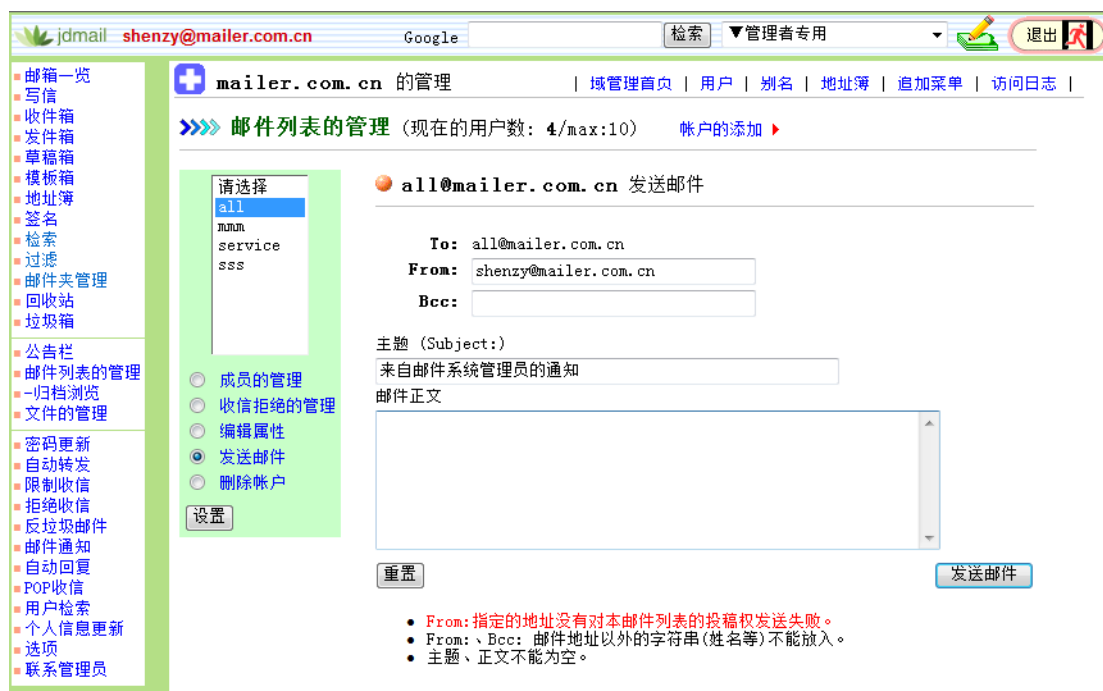 jdmail shenzy@mailer.com.cn Google 检索 ▼管理者专用 退出
邮箱一览
写信
收件箱
发件箱
草稿箱
模板箱
地址簿
签名
检索
过滤
邮件夹管理
回收站
垃圾箱
公告栏
邮件列表的管理
-归档浏览
文件的管理
密码更新
自动转发
限制收信
拒绝收信
反垃圾邮件
邮件通知
自动回复
POP收信
用户检索
个人信息更新
选项
联系管理员
mailer.com.cn 的管理 | 域管理首页 | 用户 | 别名 | 地址簿 | 追加菜单 | 访问日志 |
邮件列表的管理 (现在的用户数: 4/max:10) 帐户的添加
请选择
all
mmm
service
sss
成员的管理
收信拒绝的管理
编辑属性
发送邮件
删除帐户
设置
all@mailer.com.cn 发送邮件
To: all@mailer.com.cn
From: shenzy@mailer.com.cn
Bcc:
主题 (Subject:)
来自邮件系统管理员的通知
邮件正文
重置 发送邮件
From:指定的地址没有对本邮件列表的投稿权发送失败。
From:、Bcc: 邮件地址以外的字符串(姓名等)不能放入。
主题、正文不能为空。